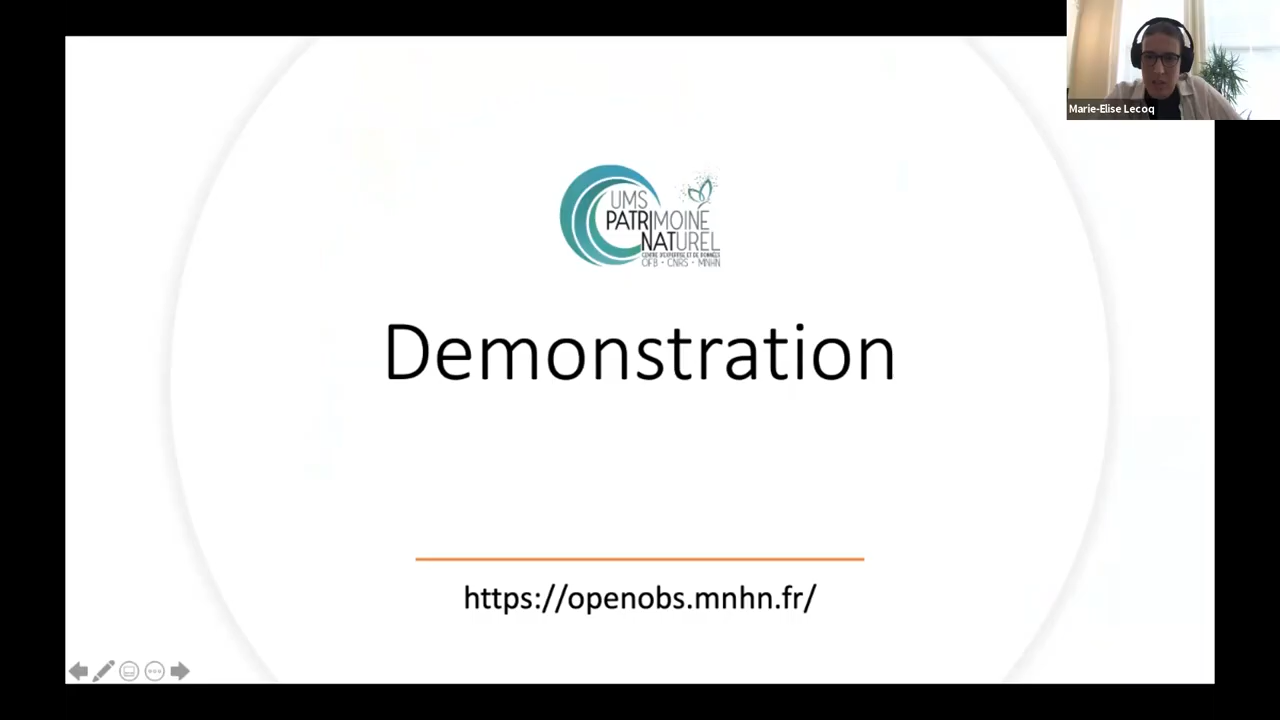 Marie-Elise Lecoq
UMS
PATRIMOINE
NATUREL
CENTRE D'EXPERTISE ET DE DONNÉES
OFB • CNRS • MNHN
Demonstration
https://openobs.mnhn.fr/